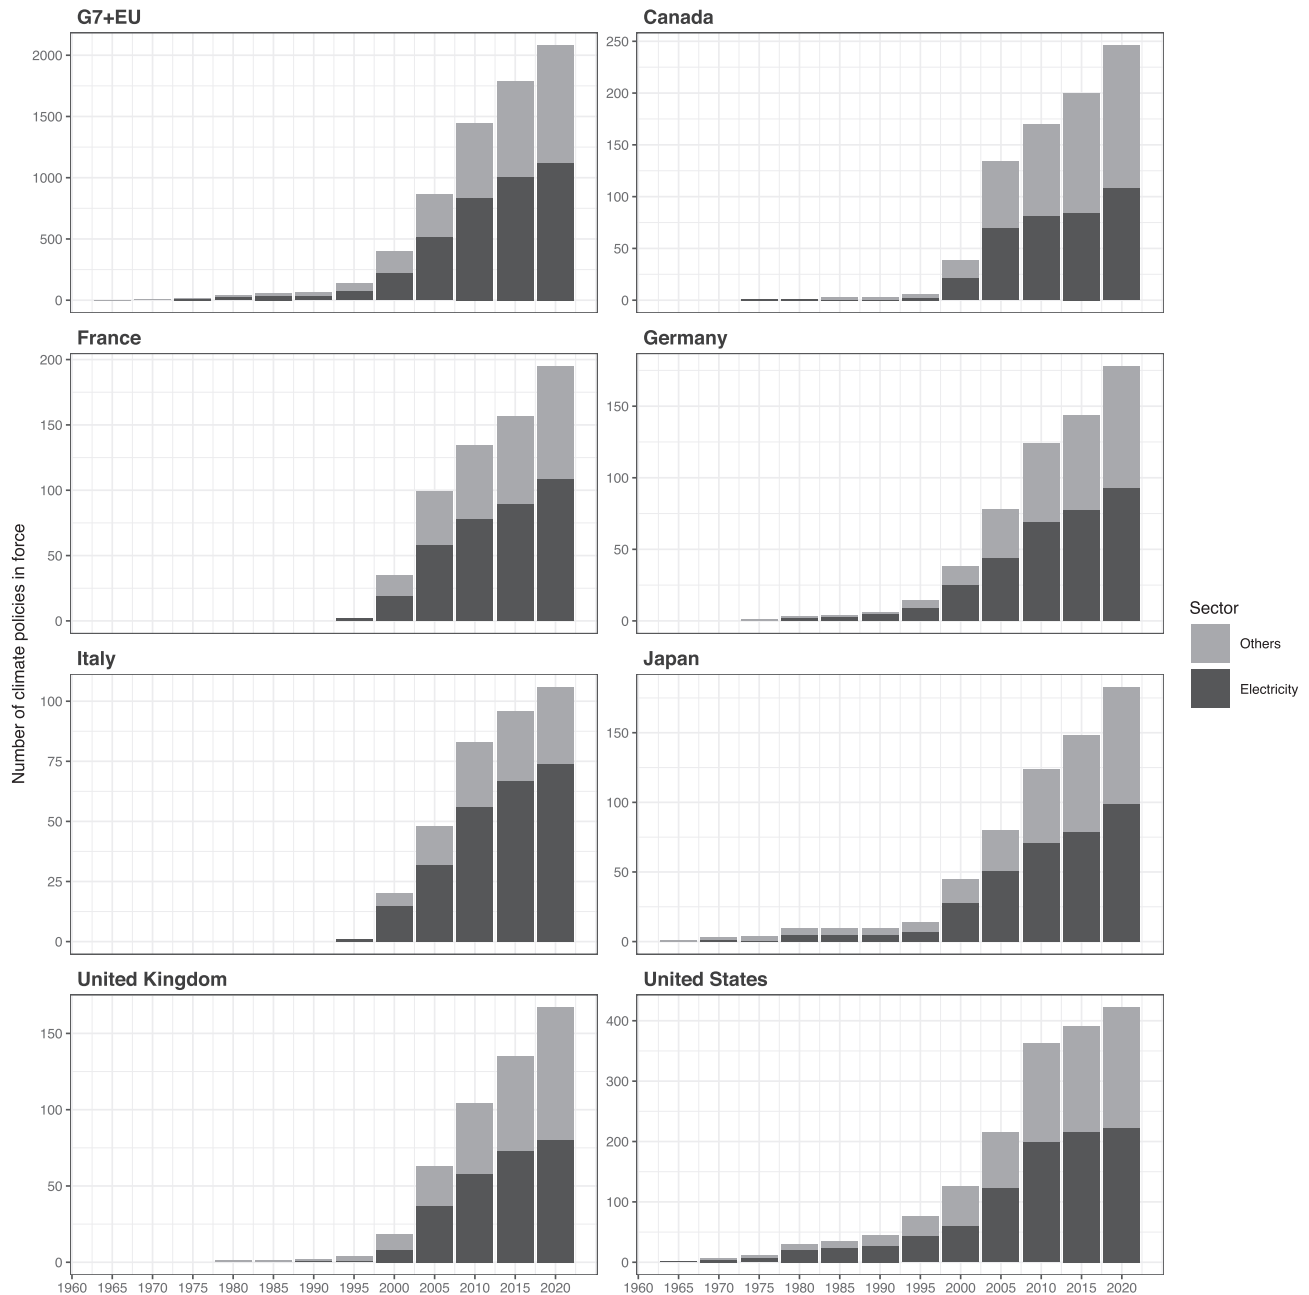 G7+EU
Canada
2000
1500
1000
500
0
250
200
150
100
50
0
France
Germany
200
150
100
50
0
150
100
50
0
Number of climate policies in force
Sector
Others
Electricity
Italy
Japan
100
75
50
25
0
150
100
50
0
United Kingdom
United States
150
100
50
0
400
300
200
100
0
1960 1965 1970 1975 1980 1985 1990 1995 2000 2005 2010 2015 2020
1960 1965 1970 1975 1980 1985 1990 1995 2000 2005 2010 2015 2020